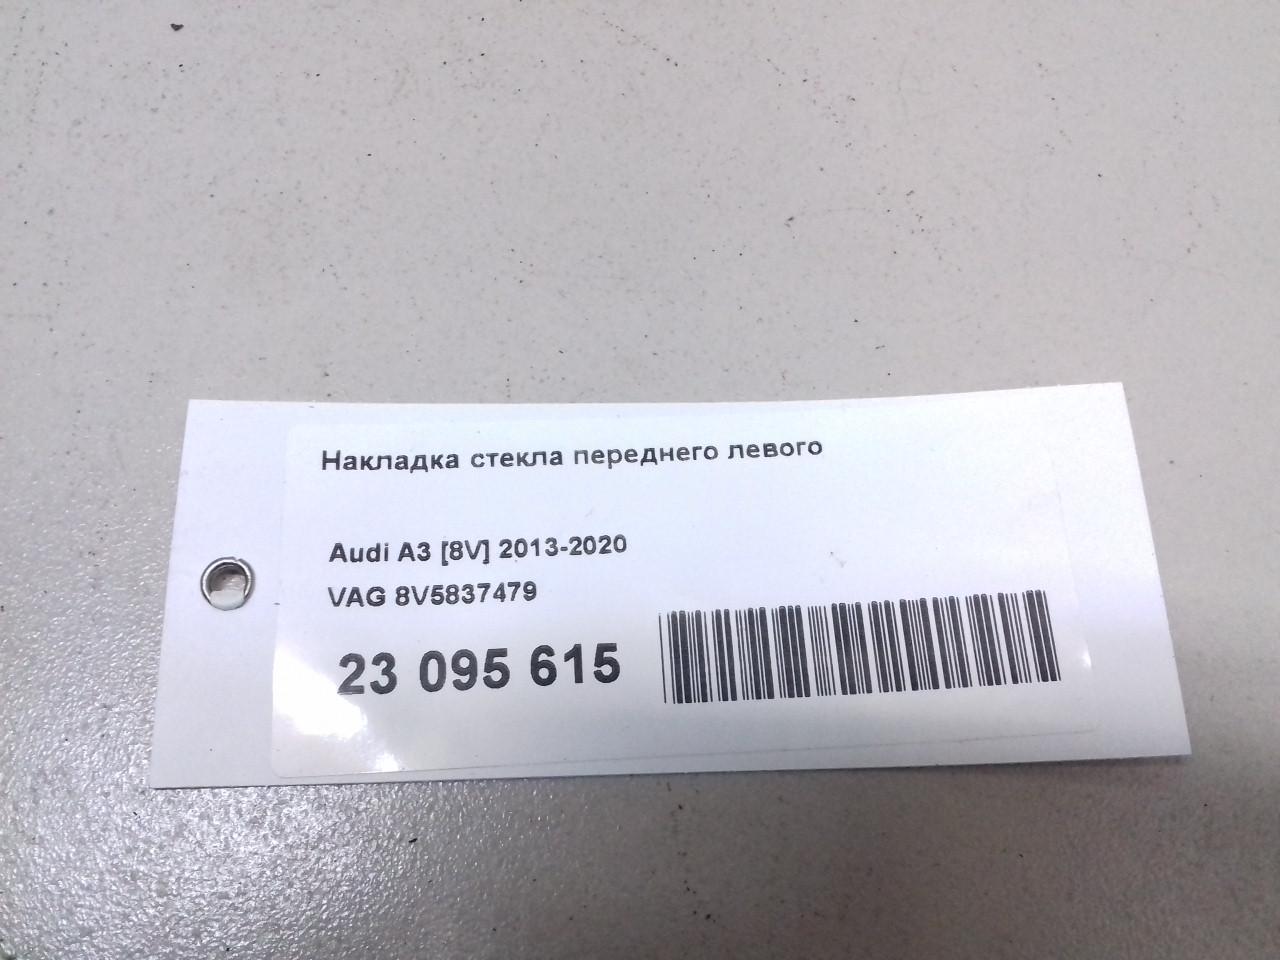 Накладка стекла переднего левого
Audi A3 [8V] 2013-2020
VAG 8V5837479
23 095 615